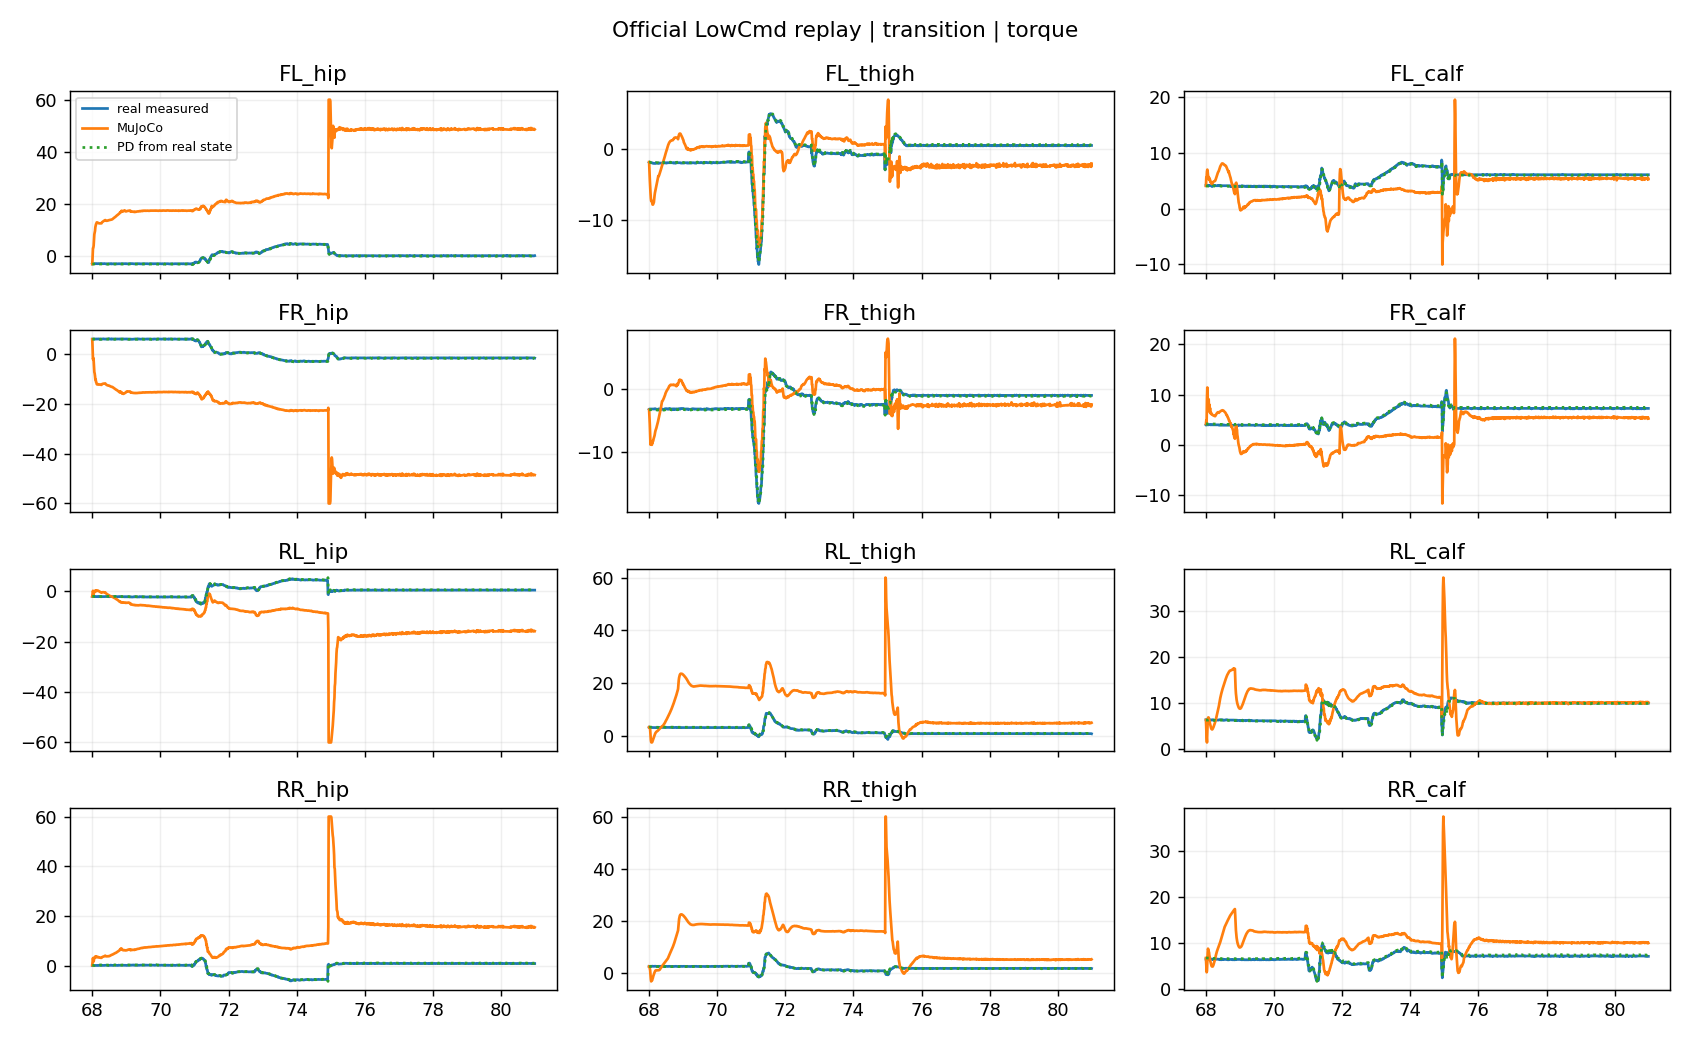 Official LowCmd replay | transition | torque
FL_hip
FL_thigh
FL_calf
real measured
MuJoCo
PD from real state
60
40
20
0
0
−10
20
10
0
−10
FR_hip
FR_thigh
FR_calf
0
−20
−40
−60
0
−10
20
10
0
−10
RL_hip
RL_thigh
RL_calf
0
−20
−40
−60
60
40
20
0
30
20
10
0
RR_hip
RR_thigh
RR_calf
60
40
20
0
60
40
20
0
30
20
10
0
68 70 72 74 76 78 80
68 70 72 74 76 78 80
68 70 72 74 76 78 80